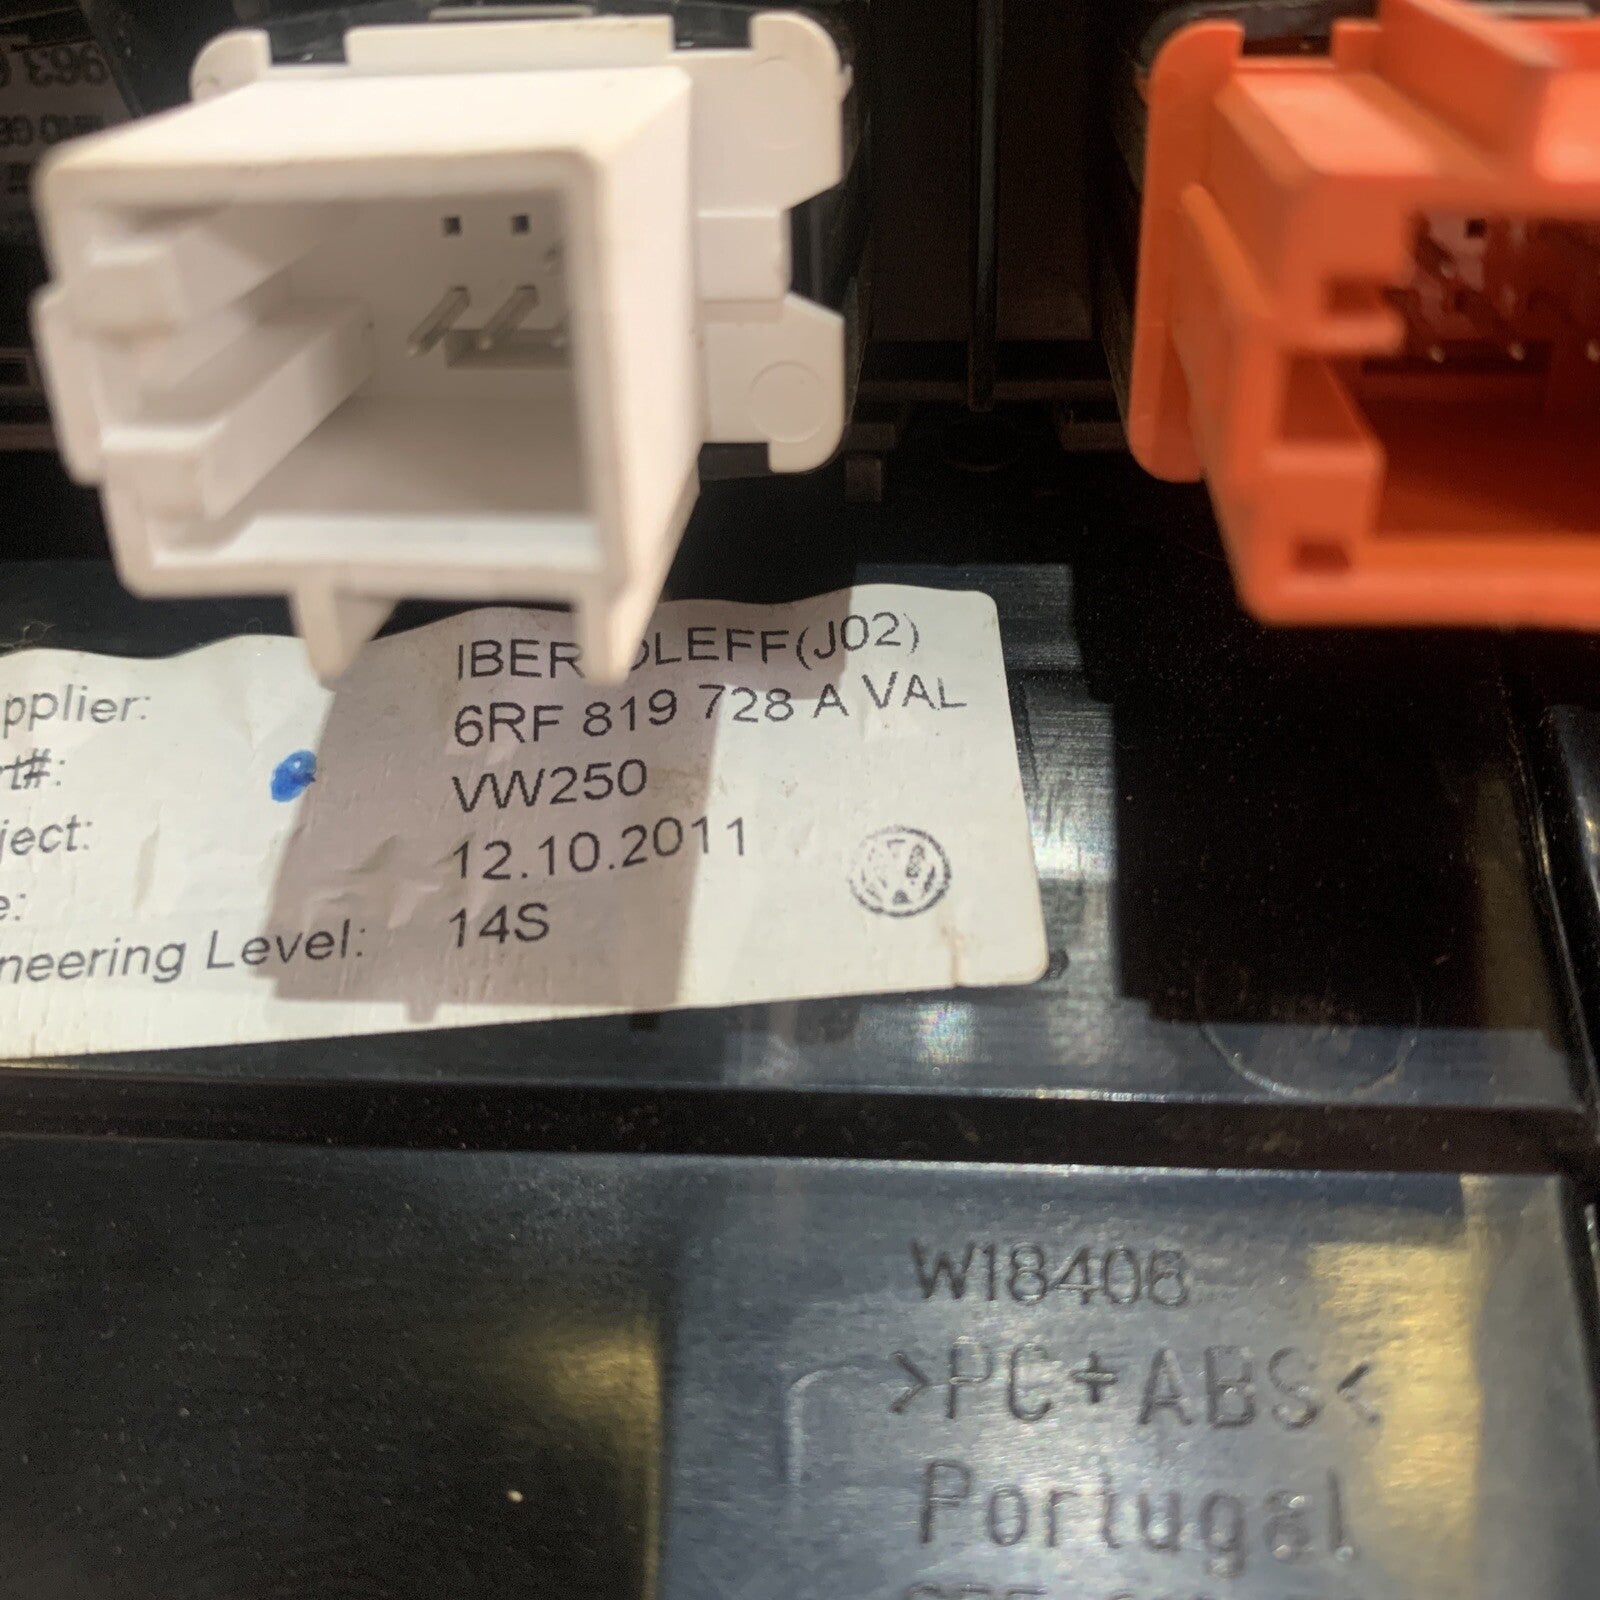 963
IBER OLEFF(J02)
pplier:
6RF 819 728 A VAL
rt#:
VW250
ject:
12.10.2011
e:
14S
neering Level:
W18408
>PC+ABS<
Portugal